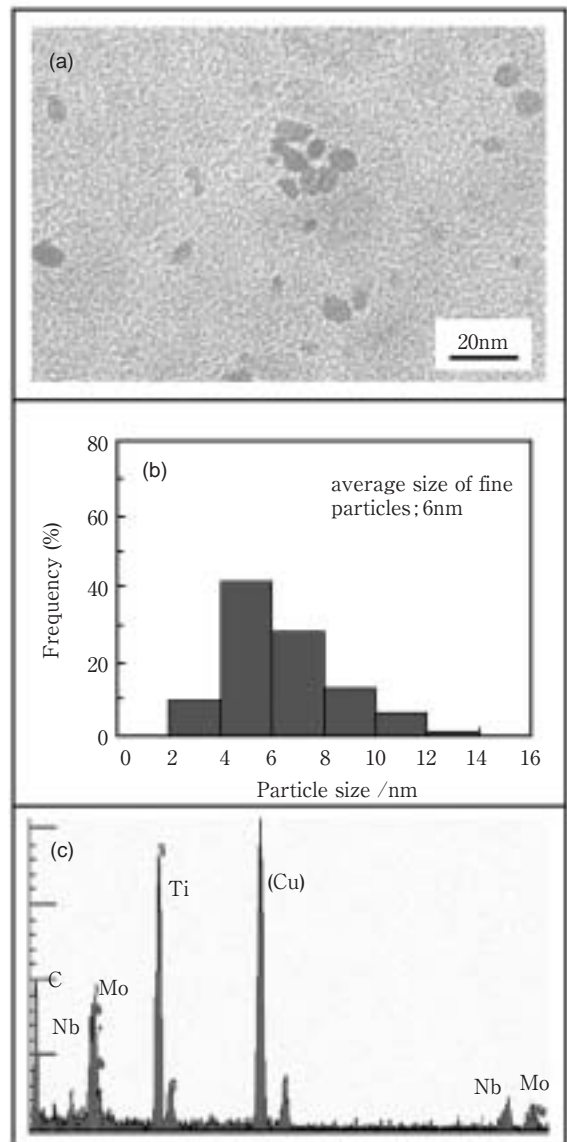 (a)
20nm
80
60
40
20
0
Frequency (%)
(b)
average size of fine
particles; 6nm
0 2 4 6 8 10 12 14 16
Particle size /nm
(c)
C
Nb
Mo
Ti
(Cu)
Nb
Mo